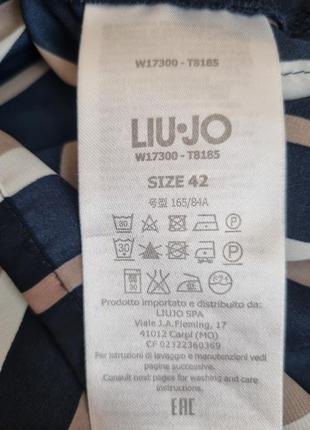 W17300 - T8185
LIU·JO
W17300 - T8185
SIZE 42
号型 165/84A
30
Prodotto importato e distribuito da:
LIUJO SPA
Viale J.A.Fleming, 17
41012 Carpi (MO)
CF 02322360369
Per istruzioni di lavaggio e manutenzioni vedi
pagine successive.
Consult next pages for washing and care
instructions.
EAC